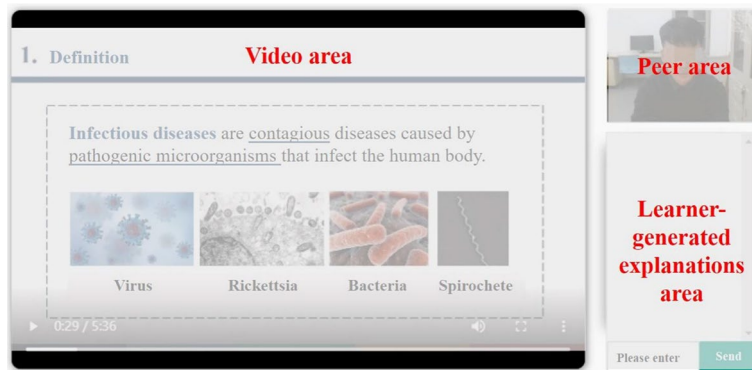 1. Definition
Video area
Infectious diseases are contagious diseases caused by
pathogenic microorganisms that infect the human body.
Virus
Rickettsia
Bacteria
Spirochete
0:29 / 5:36
Peer area
Learner-
generated
explanations
area
Please enter
Send